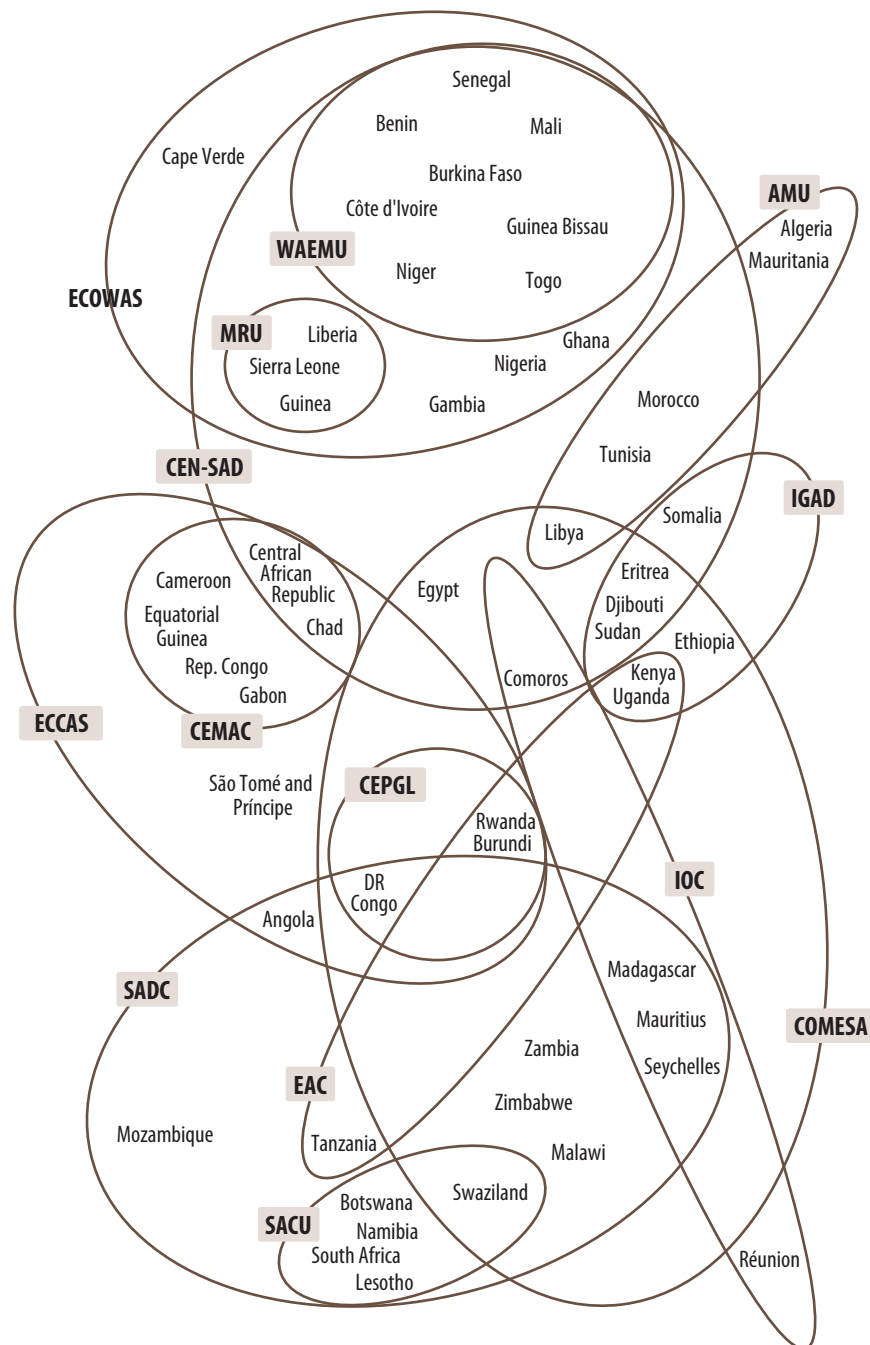 Senegal
Benin
Mali
Cape Verde
Burkina Faso
AMU
Côte d'Ivoire
Algeria
Guinea Bissau
WAEMU
Mauritania
Niger
Togo
ECOWAS
MRU
Liberia
Ghana
Sierra Leone
Nigeria
Guinea
Gambia
Morocco
Tunisia
CEN-SAD
IGAD
Somalia
Libya
Central
African
Republic
Cameroon
Eritrea
Egypt
Djibouti
Equatorial
Guinea
Chad
Sudan
Ethiopia
Rep. Congo
Comoros
Kenya
Uganda
Gabon
ECCAS
CEMAC
São Tomé and
Príncipe
CEPGL
Rwanda
Burundi
DR
Congo
IOC
Angola
Madagascar
SADC
Mauritius
COMESA
Zambia
Seychelles
EAC
Zimbabwe
Mozambique
Tanzania
Malawi
Swaziland
Botswana
SACU
Namibia
South Africa
Lesotho
Réunion